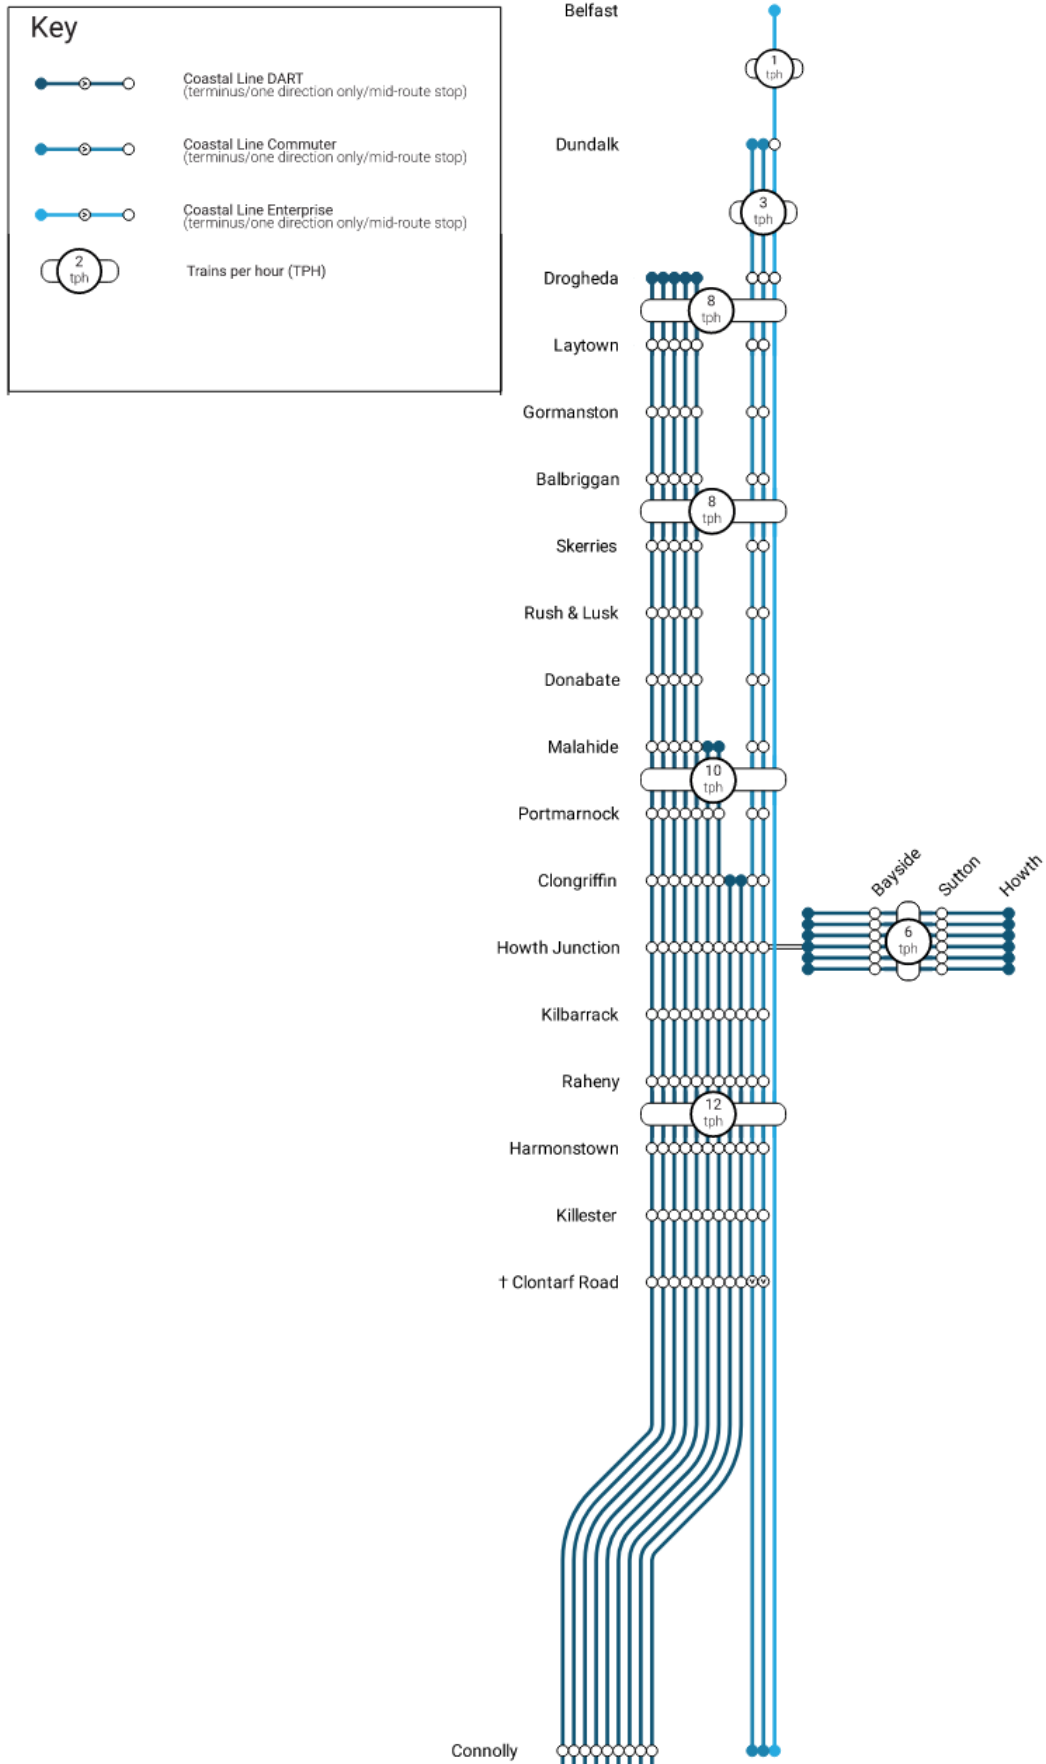 Key
Coastal Line DART
(terminus/one direction only/mid-route stop)
Coastal Line Commuter
(terminus/one direction only/mid-route stop)
Coastal Line Enterprise
(terminus/one direction only/mid-route stop)
2
tph
Trains per hour (TPH)
Belfast
1
tph
Dundalk
3
tph
Drogheda
8
tph
Laytown
Gormanston
Balbriggan
8
tph
Skerries
Rush & Lusk
Donabate
Malahide
10
tph
Portmarnock
Clongriffin
Bayside
Sutton
Howth
6
tph
Howth Junction
Kilbarrack
Raheny
12
tph
Harmonstown
Killester
† Clontarf Road
Connolly